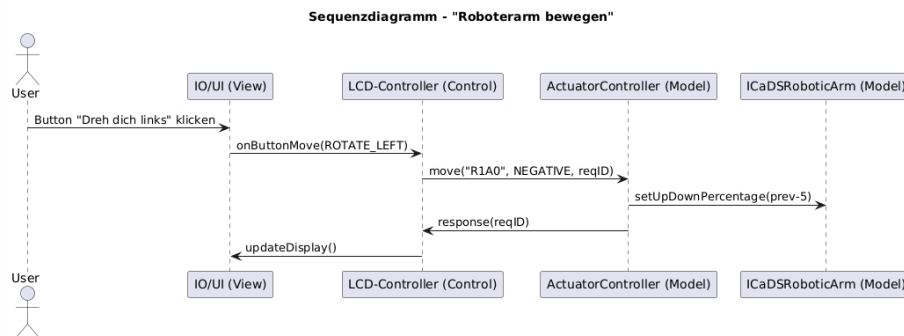 Sequenzdiagramm - "Roboterarm bewegen"
User
IO/UI (View)
LCD-Controller (Control)
ActuatorController (Model)
ICaDSRoboticArm (Model)
Button "Dreh dich links" klicken
onButtonMove(ROTATE_LEFT)
move("R1A0", NEGATIVE, reqID)
setUpDownPercentage(prev-5)
response(reqID)
updateDisplay()
User
IO/UI (View)
LCD-Controller (Control)
ActuatorController (Model)
ICaDSRoboticArm (Model)